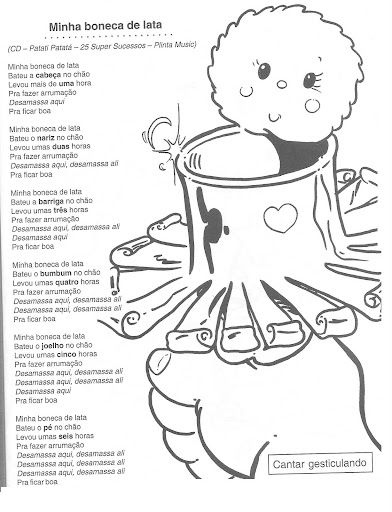 Minha boneca de lata
(CD – Patati Patatá – 25 Super Sucessos – Plinta Music)
Minha boneca de lata
Bateu a cabeça no chão
Levou mais de uma hora
Pra fazer arrumação
Desamassa aqui
Pra ficar boa
Minha boneca de lata
Bateu o nariz no chão
Levou umas duas horas
Pra fazer arrumação
Desamassa aqui, desamassa ali
Pra ficar boa
Minha boneca de lata
Bateu a barriga no chão
Levou umas três horas
Pra fazer arrumação
Desamassa aqui, desamassa ali
Desamassa aqui
Pra ficar boa
Minha boneca de lata
Bateu o bumbum no chão
Levou umas quatro horas
Pra fazer arrumação
Desamassa aqui, desamassa ali
Desamassa aqui, desamassa ali
Pra ficar boa
Minha boneca de lata
Bateu o joelho no chão
Levou umas cinco horas
Pra fazer arrumação
Desamassa aqui, desamassa ali
Desamassa aqui, desamassa ali
Desamassa aqui
Pra ficar boa
Minha boneca de lata
Bateu o pé no chão
Levou umas seis horas
Pra fazer arrumação
Desamassa aqui, desamassa ali
Desamassa aqui, desamassa ali
Desamassa aqui, desamassa ali
Pra ficar boa
Cantar gesticulando